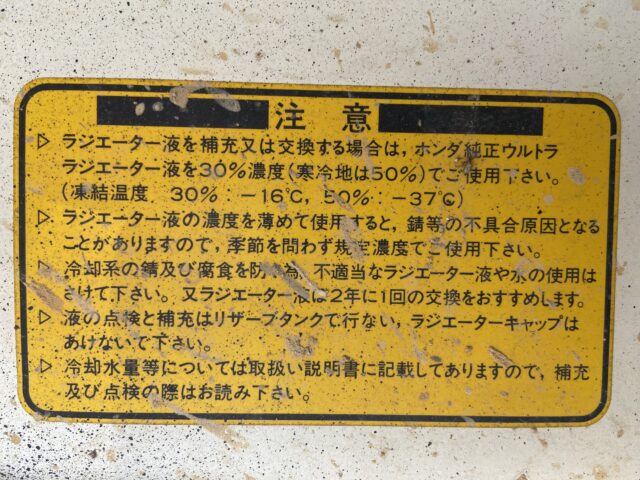 注意
▷ ラジエーター液を補充又は交換する場合は，ホンダ純正ウルトラ
ラジエーター液を30%濃度(寒冷地は50%)でご使用下さい。
(凍結温度 30% : -16℃, 50% : -37℃)
▷ ラジエーター液の濃度を薄めて使用すると，錆等の不具合原因となる
ことがありますので，季節を問わず規定濃度でご使用下さい。
▷ 冷却系の錆及び腐食を防ぐ為，不適当なラジエーター液や水の使用は
さけて下さい。又ラジエーター液は2年に1回の交換をおすすめします。
▷ 液の点検と補充はリザーブタンクで行ない，ラジエーターキャップは
あけないで下さい。
▷ 冷却水量等については取扱い説明書に記載してありますので，補充
及び点検の際はお読み下さい。